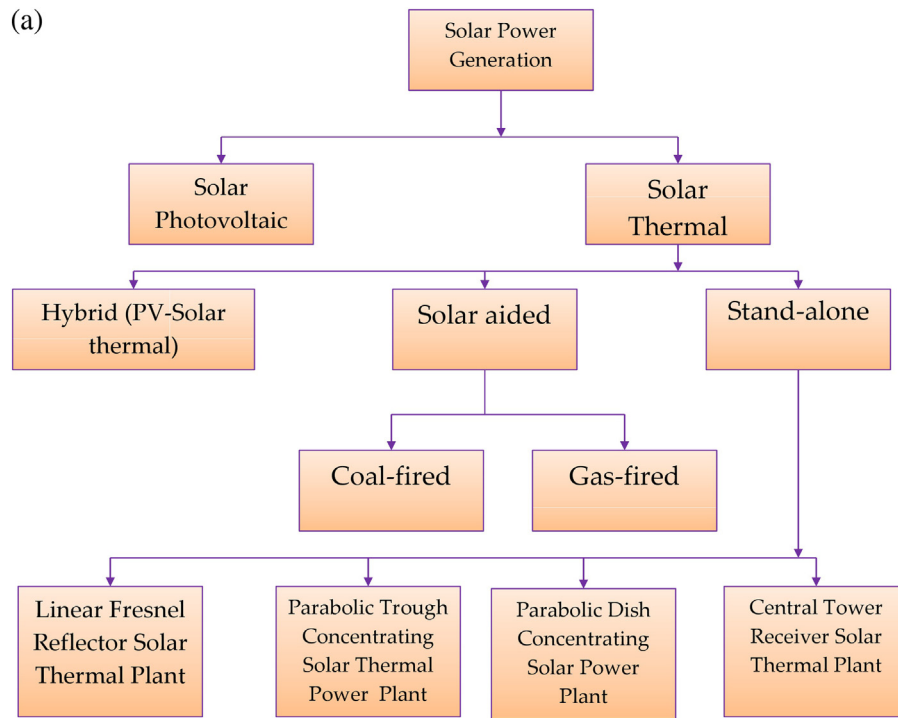 (a)
Solar Power
Generation
Solar
Photovoltaic
Solar
Thermal
Hybrid (PV-Solar
thermal)
Solar aided
Stand-alone
Coal-fired
Gas-fired
Linear Fresnel
Reflector Solar
Thermal Plant
Parabolic Trough
Concentrating
Solar Thermal
Power Plant
Parabolic Dish
Concentrating
Solar Power
Plant
Central Tower
Receiver Solar
Thermal Plant